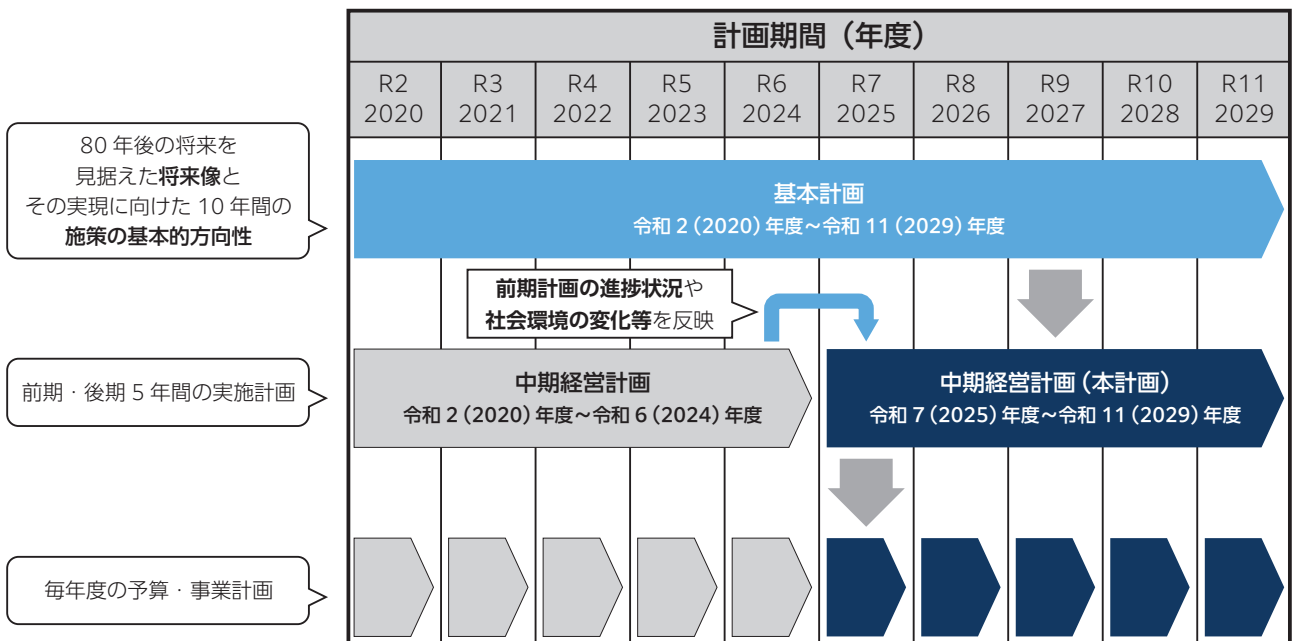 計画期間（年度）
R2 R3 R4 R5 R6 R7 R8 R9 R10 R11
2020 2021 2022 2023 2024 2025 2026 2027 2028 2029
80年後の将来を
見据えた将来像と
その実現に向けた10年間の
施策の基本的方向性
基本計画
令和2（2020）年度～令和11（2029）年度
前期計画の進捗状況や
社会環境の変化等を反映
前期・後期5年間の実施計画
中期経営計画
令和2（2020）年度～令和6（2024）年度
中期経営計画（本計画）
令和7（2025）年度～令和11（2029）年度
毎年度の予算・事業計画